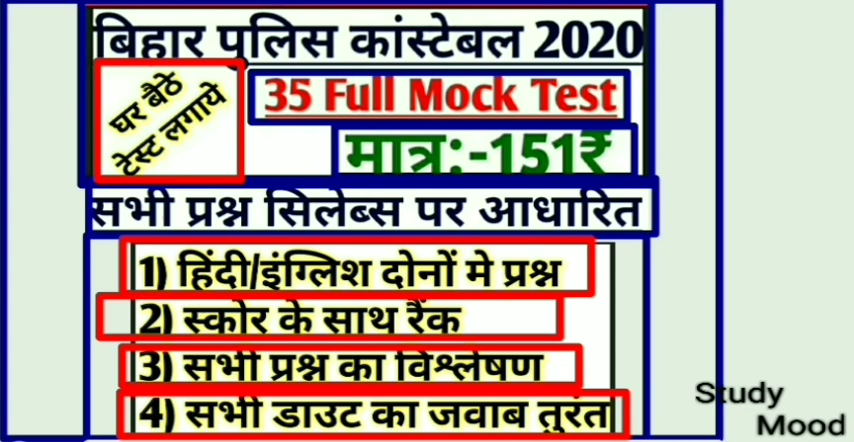 बिहार पुलिस कांस्टेबल 2020
घर बैठे
टेस्ट लगाये
35 Full Mock Test
मात्र:-151₹
सभी प्रश्न सिलेब्स पर आधारित
1) हिंदी/इंग्लिश दोनों मे प्रश्न
2) स्कोर के साथ रैंक
3) सभी प्रश्न का विश्लेषण
4) सभी डाउट का जवाब तुरंत
Study
Mood